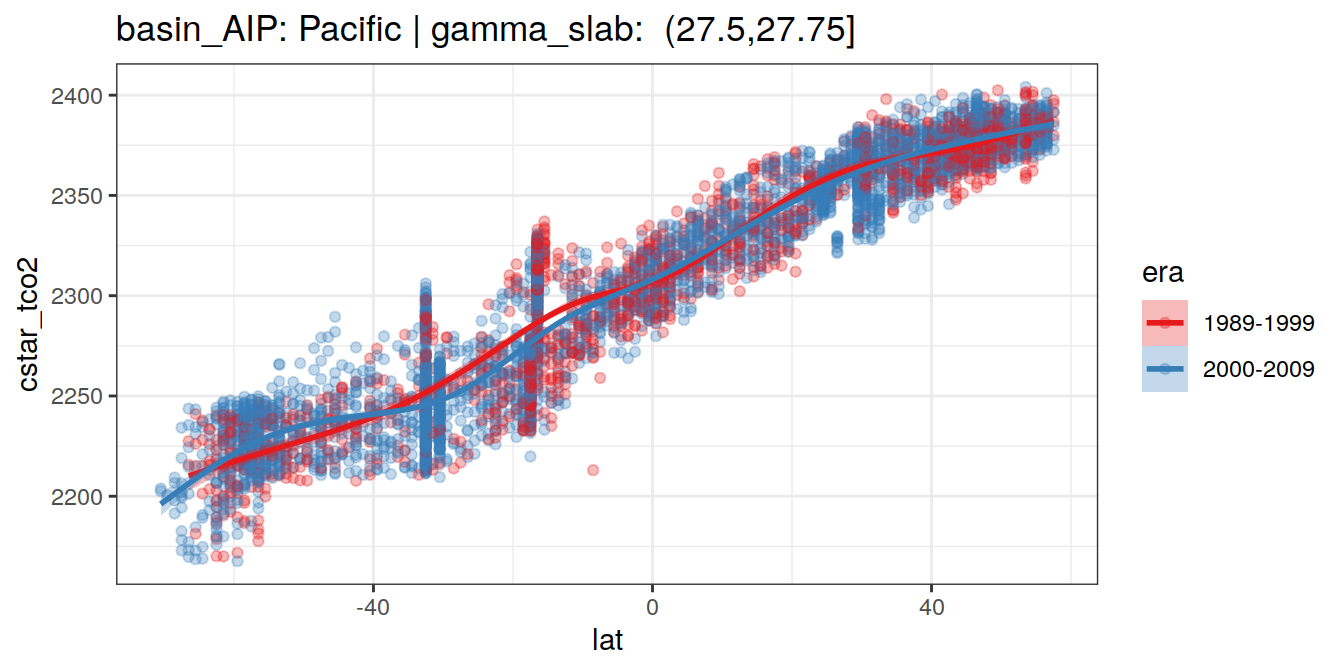 basin_AIP: Pacific | gamma_slab:  (27.5,27.75]
2400
2350
2300
2250
2200
cstar_tco2
-40
0
40
lat
era
1989-1999
2000-2009